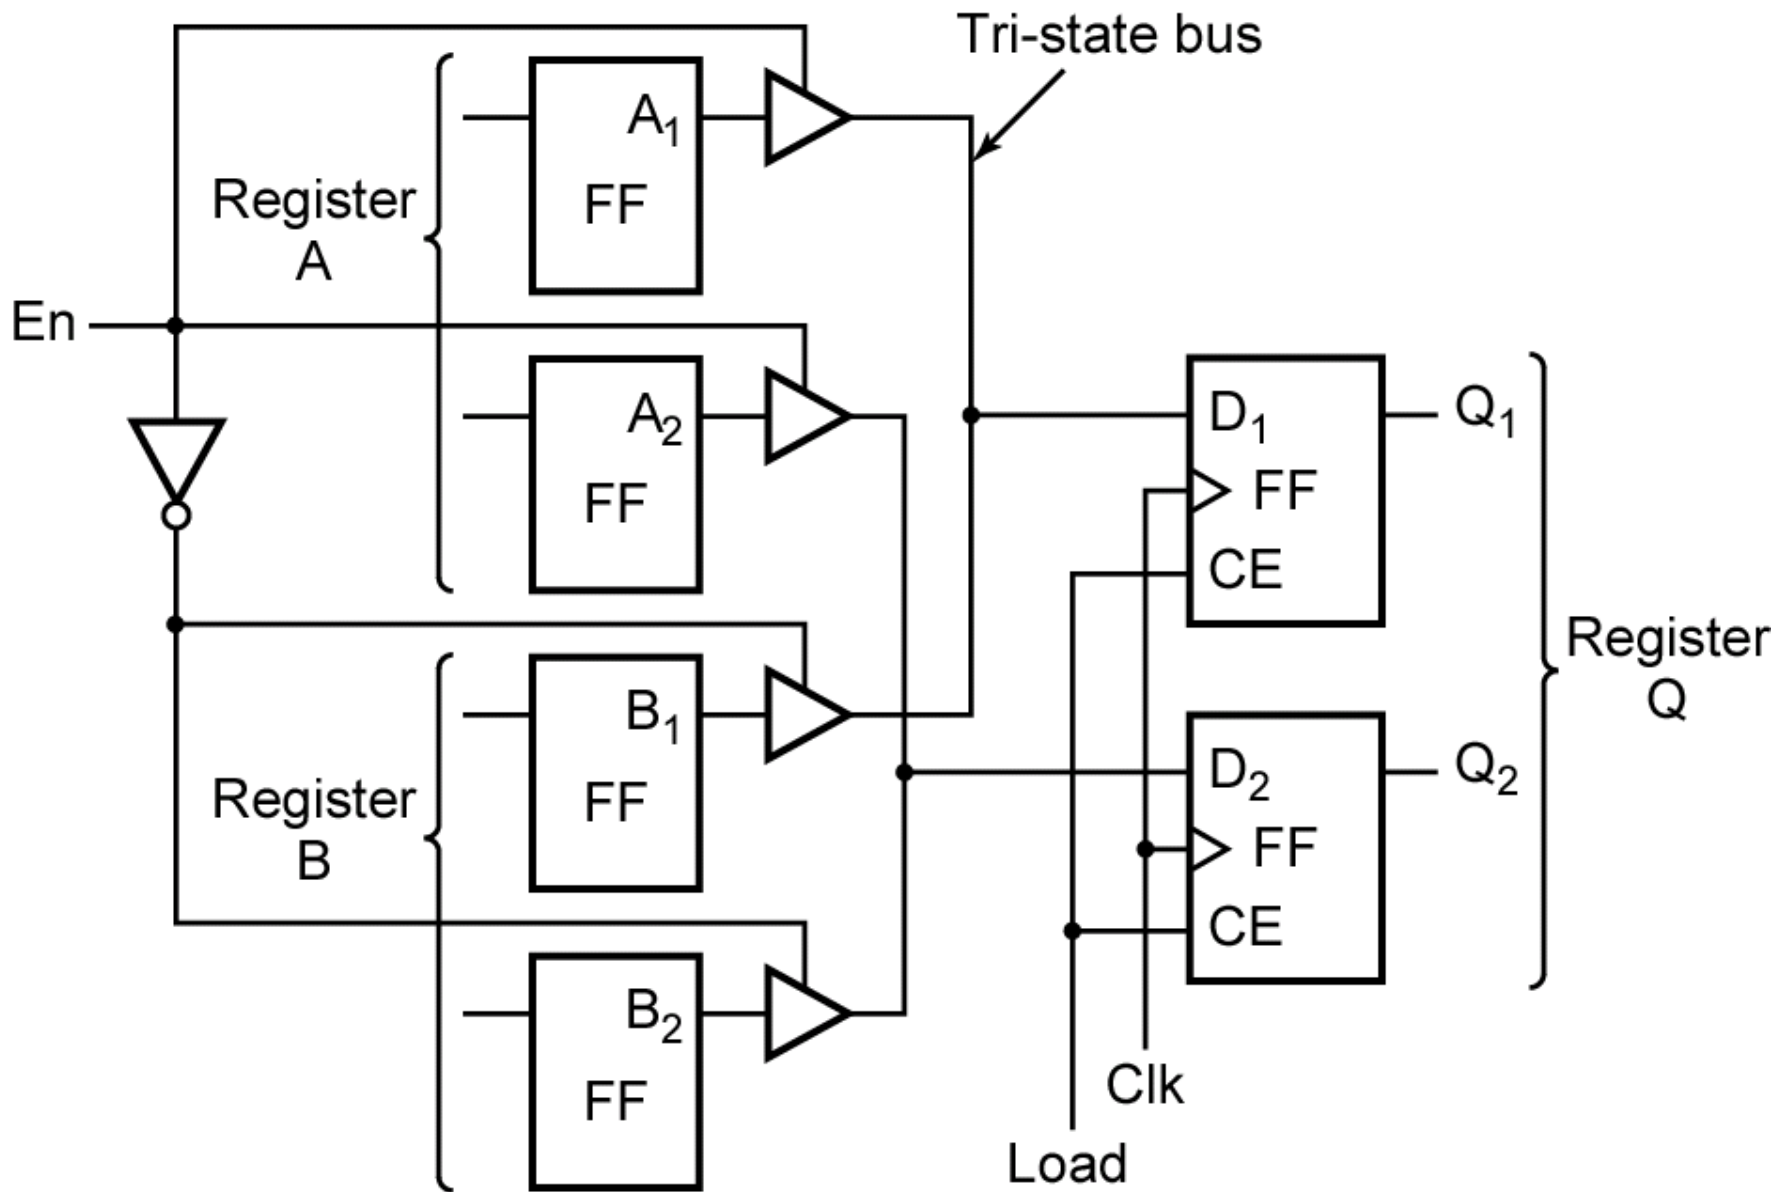 Tri-state bus
A₁
FF
Register
A
En
A₂
FF
D₁
Q₁
FF
CE
B₁
FF
Register
B
D₂
Q₂
FF
CE
Register
Q
B₂
FF
Clk
Load